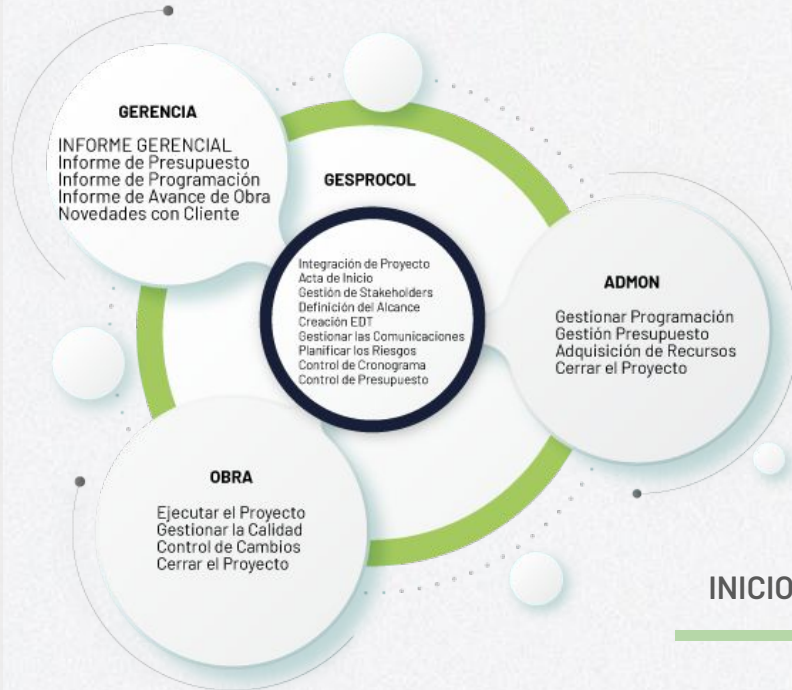 GERENCIA
INFORME GERENCIAL
Informe de Presupuesto
Informe de Programación
Informe de Avance de Obra
Novedades con Cliente
GESPROCOL
Integración de Proyecto
Acta de Inicio
Gestión de Stakeholders
Definición del Alcance
Creación EDT
Gestionar las Comunicaciones
Planificar los Riesgos
Control de Cronograma
Control de Presupuesto
ADMON
Gestionar Programación
Gestión Presupuesto
Adquisición de Recursos
Cerrar el Proyecto
OBRA
Ejecutar el Proyecto
Gestionar la Calidad
Control de Cambios
Cerrar el Proyecto
INICIO